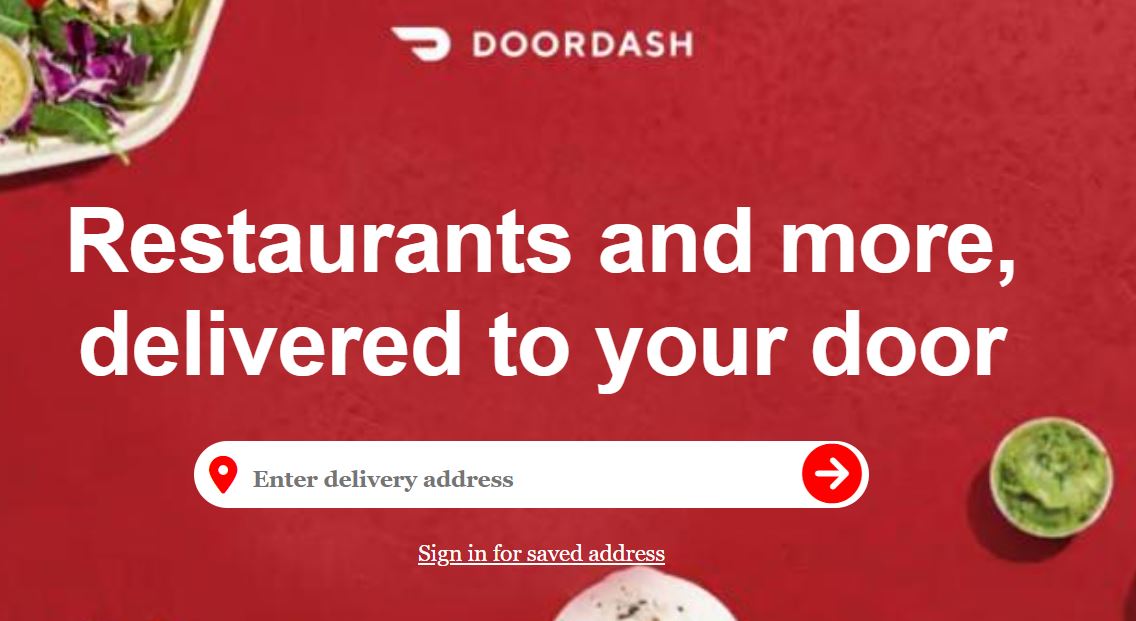 DOORDASH
Restaurants and more,
delivered to your door
Enter delivery address
Sign in for saved address